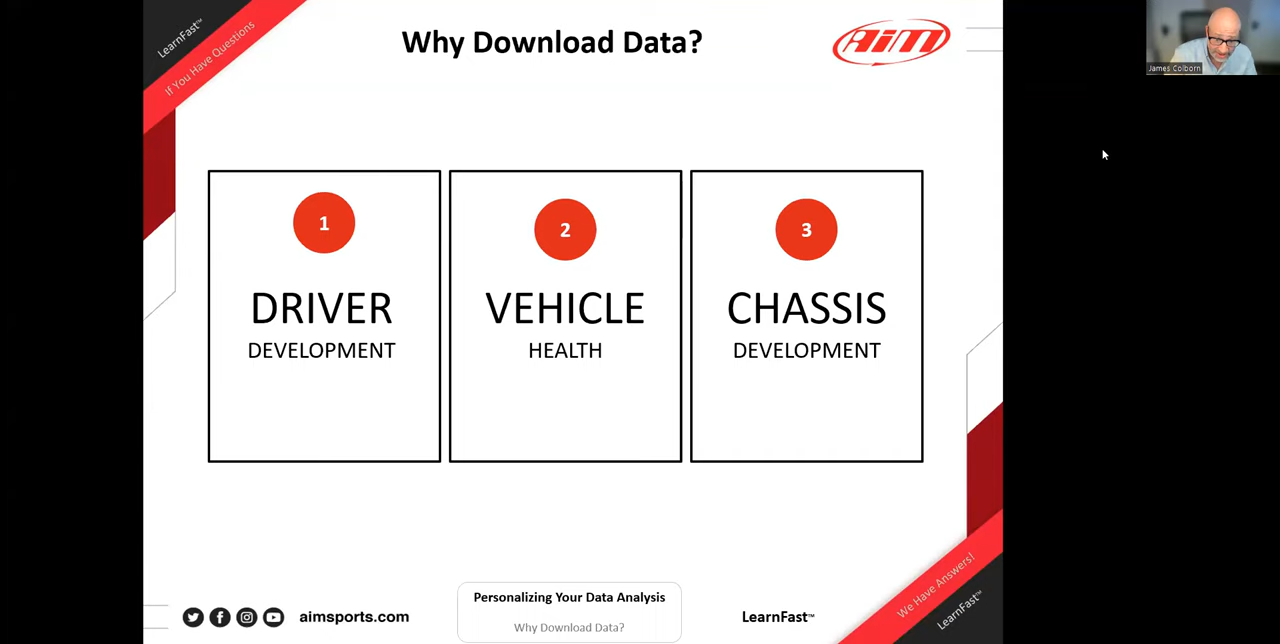 LearnFast™
If You Have Questions
Why Download Data?
AiM
James Colborn
1
DRIVER
DEVELOPMENT
2
VEHICLE
HEALTH
3
CHASSIS
DEVELOPMENT
aimsports.com
Personalizing Your Data Analysis
Why Download Data?
LearnFast™
We Have Answers!
LearnFast™